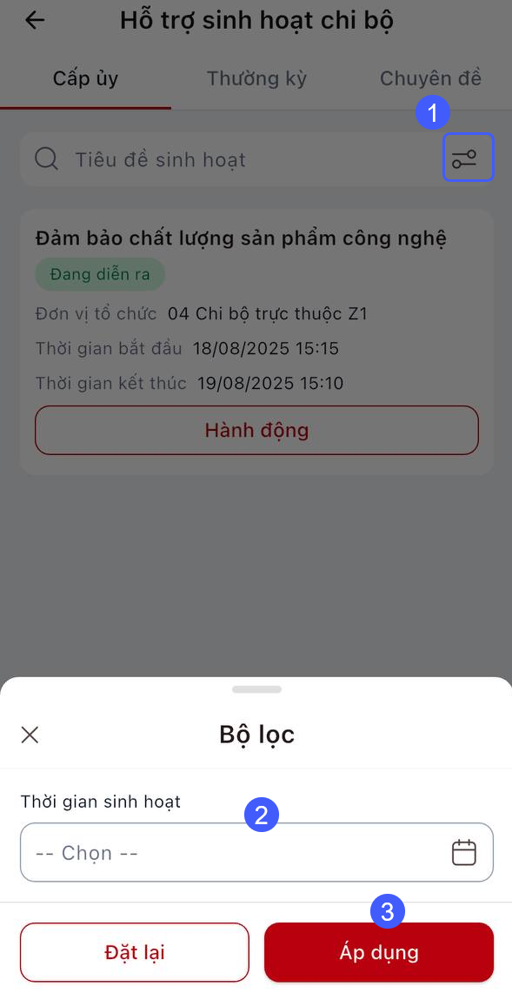 Hỗ trợ sinh hoạt chi bộ
Cấp ủy Thường kỳ Chuyên đề
1
Tiêu đề sinh hoạt
Đảm bảo chất lượng sản phẩm công nghệ
Đang diễn ra
Đơn vị tổ chức 04 Chi bộ trực thuộc Z1
Thời gian bắt đầu 18/08/2025 15:15
Thời gian kết thúc 19/08/2025 15:10
Hành động
Bộ lọc
Thời gian sinh hoạt
2
-- Chọn --
3
Đặt lại Áp dụng